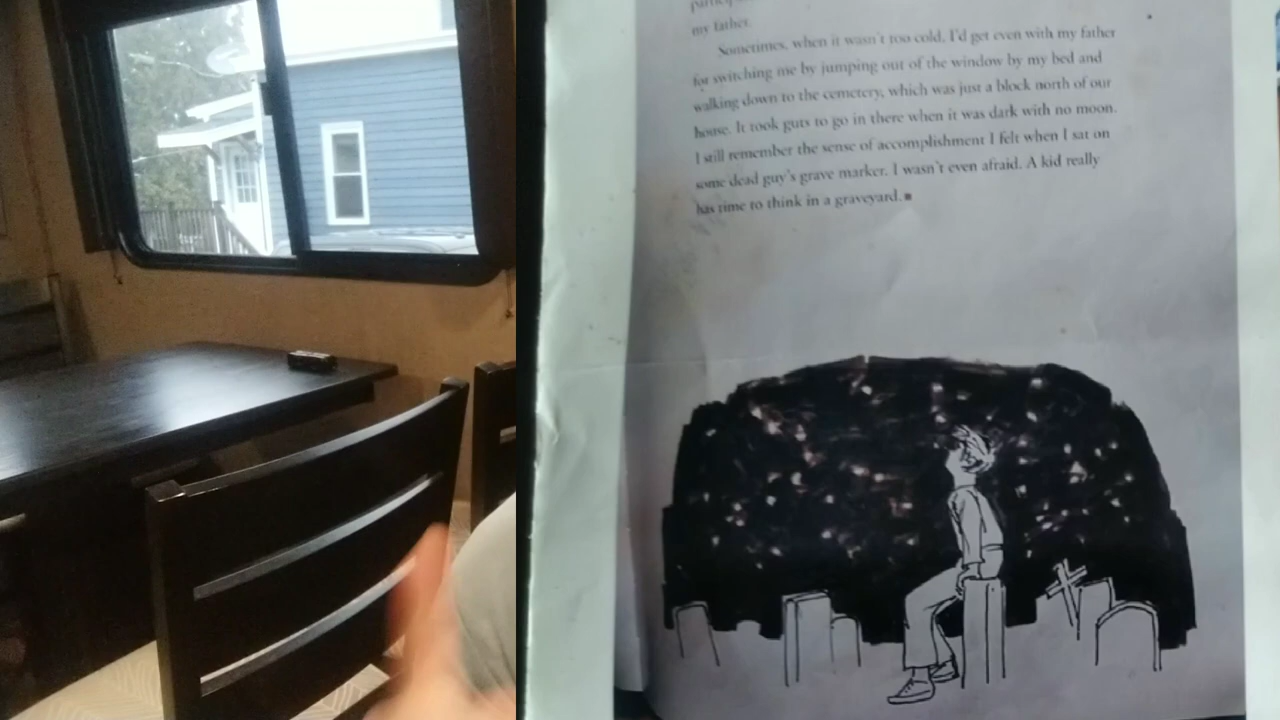 my father.
Sometimes, when it wasn't too cold, I'd get even with my father
for switching me by jumping out of the window by my bed and
walking down to the cemetery, which was just a block north of our
house. It took guts to go in there when it was dark with no moon.
I still remember the sense of accomplishment I felt when I sat on
some dead guy's grave marker. I wasn't even afraid. A kid really
has time to think in a graveyard.■